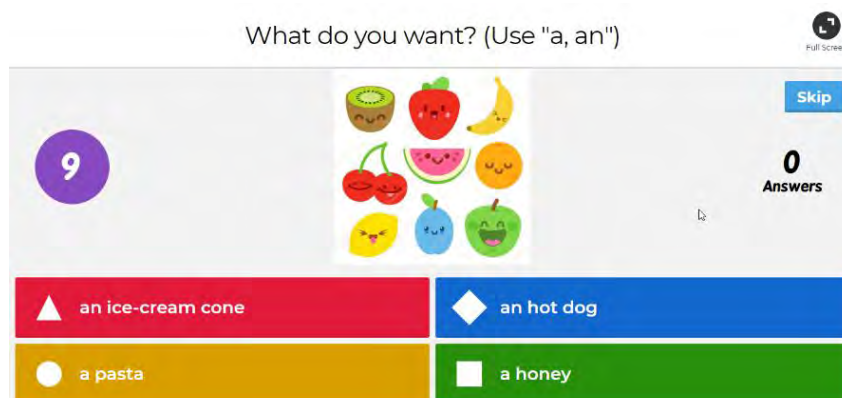 What do you want? (Use "a, an")
Full Scree
Skip
9
0
Answers
an ice-cream cone
an hot dog
a pasta
a honey